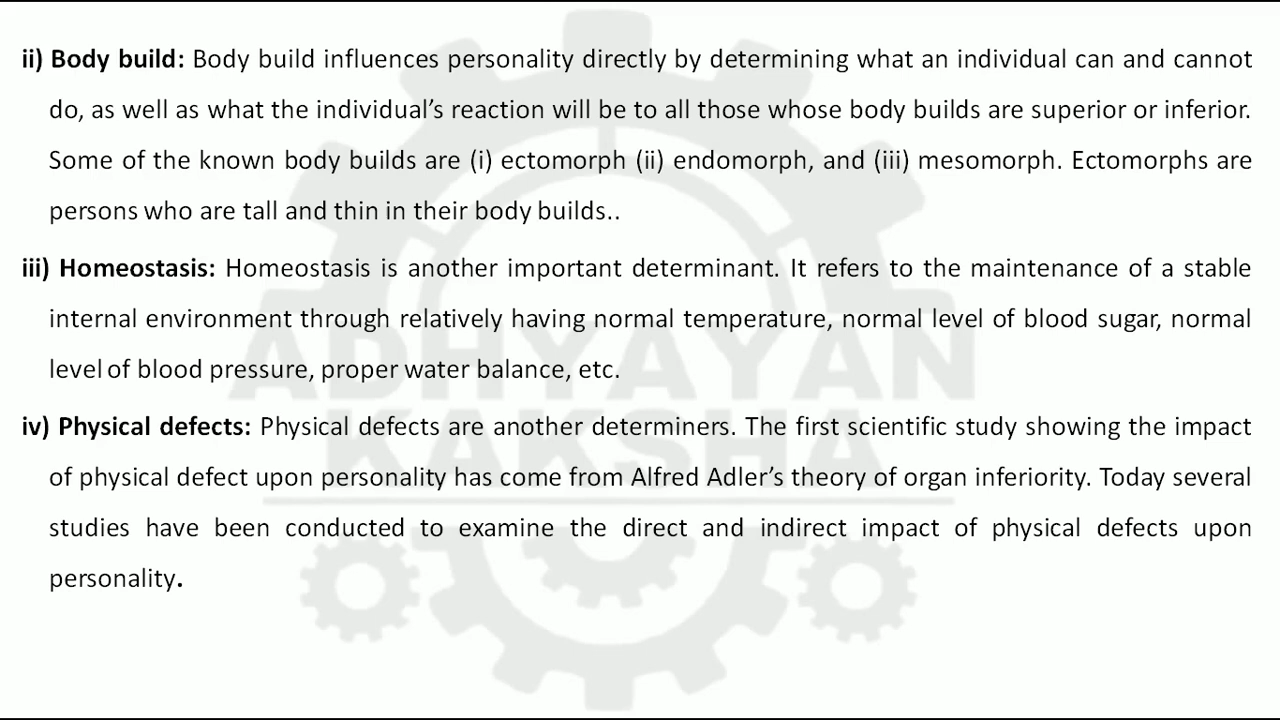 ii) Body build: Body build influences personality directly by determining what an individual can and cannot
do, as well as what the individual’s reaction will be to all those whose body builds are superior or inferior.
Some of the known body builds are (i) ectomorph (ii) endomorph, and (iii) mesomorph. Ectomorphs are
persons who are tall and thin in their body builds..
iii) Homeostasis: Homeostasis is another important determinant. It refers to the maintenance of a stable
internal environment through relatively having normal temperature, normal level of blood sugar, normal
level of blood pressure, proper water balance, etc.
iv) Physical defects: Physical defects are another determiners. The first scientific study showing the impact
of physical defect upon personality has come from Alfred Adler’s theory of organ inferiority. Today several
studies have been conducted to examine the direct and indirect impact of physical defects upon
personality.
ADHYAYAN
KAKSHA